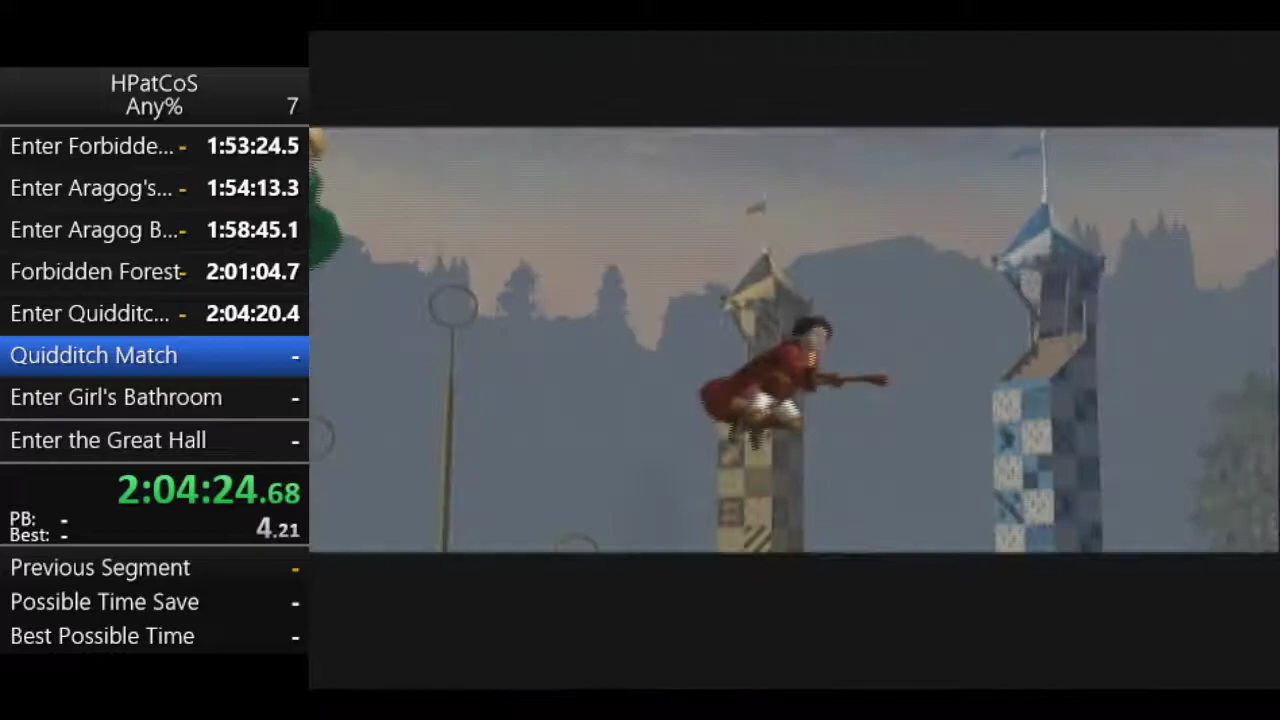 HPatCoS
Any% 7
Enter Forbidde... - 1:53:24.5
Enter Aragog's... - 1:54:13.3
Enter Aragog B... - 1:58:45.1
Forbidden Forest- 2:01:04.7
Enter Quidditc... - 2:04:20.4
Quidditch Match -
Enter Girl's Bathroom -
Enter the Great Hall -
2:04:24.68
PB: -
Best: - 4.21
Previous Segment -
Possible Time Save -
Best Possible Time -